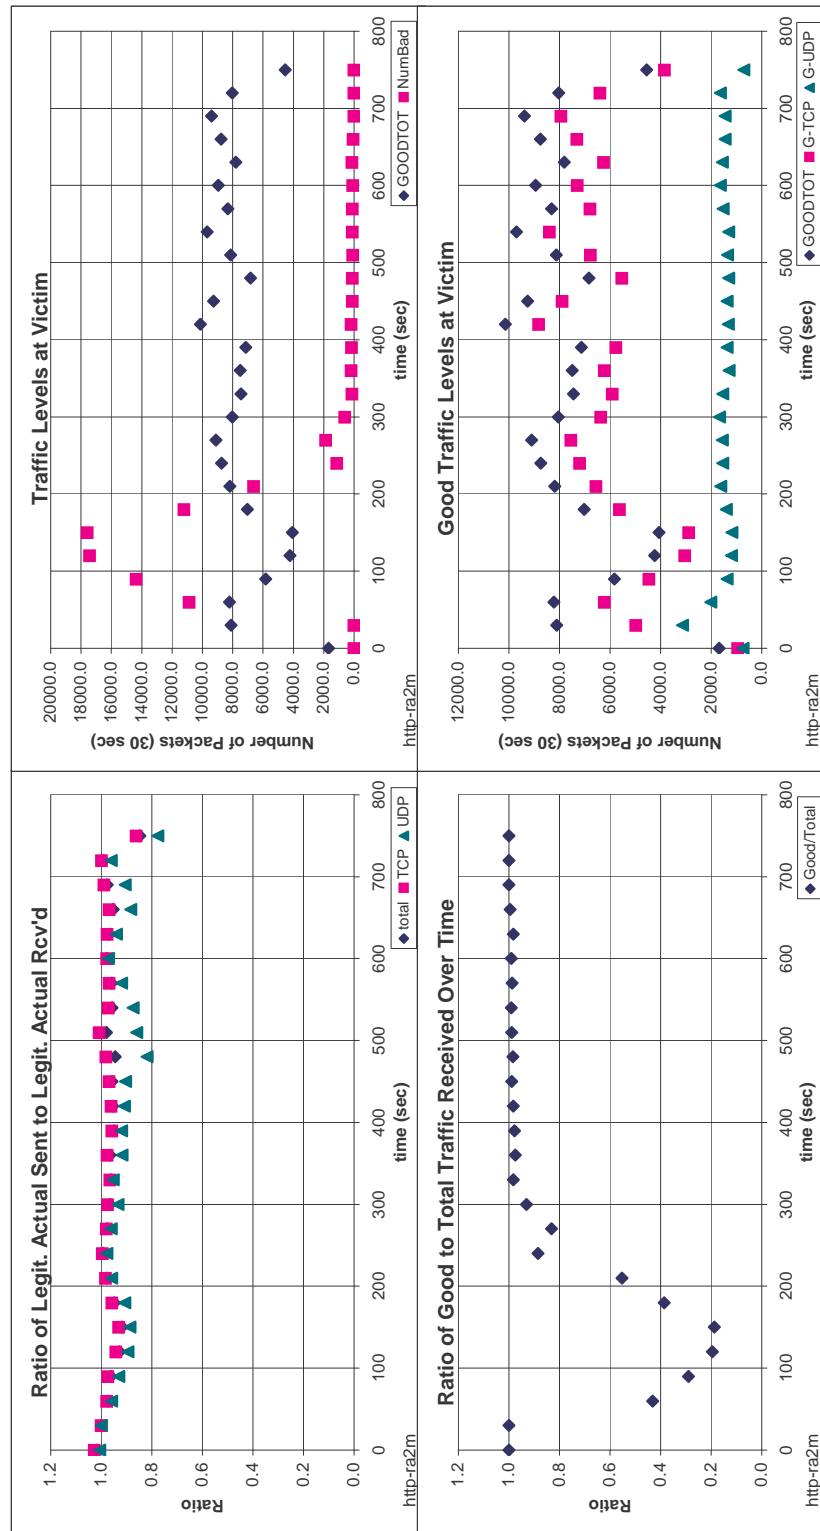 Ratio of Legit. Actual Sent to Legit. Actual Rcv'd
1.2
1.0
0.8
0.6
0.4
0.2
0.0
Ratio
0 100 200 300 400 500 600 700 800
time (sec)
http-ra2m
total TCP UDP
Traffic Levels at Victim
20000.0
18000.0
16000.0
14000.0
12000.0
10000.0
8000.0
6000.0
4000.0
2000.0
0.0
Number of Packets (30 sec)
0 100 200 300 400 500 600 700 800
time (sec)
http-ra2m
GOODTOT NumBad
Ratio of Good to Total Traffic Received Over Time
1.2
1.0
0.8
0.6
0.4
0.2
0.0
Ratio
0 100 200 300 400 500 600 700 800
time (sec)
http-ra2m
Good/Total
Good Traffic Levels at Victim
12000.0
10000.0
8000.0
6000.0
4000.0
2000.0
0.0
Number of Packets (30 sec)
0 100 200 300 400 500 600 700 800
time (sec)
http-ra2m
GOODTOT G-TCP G-UDP